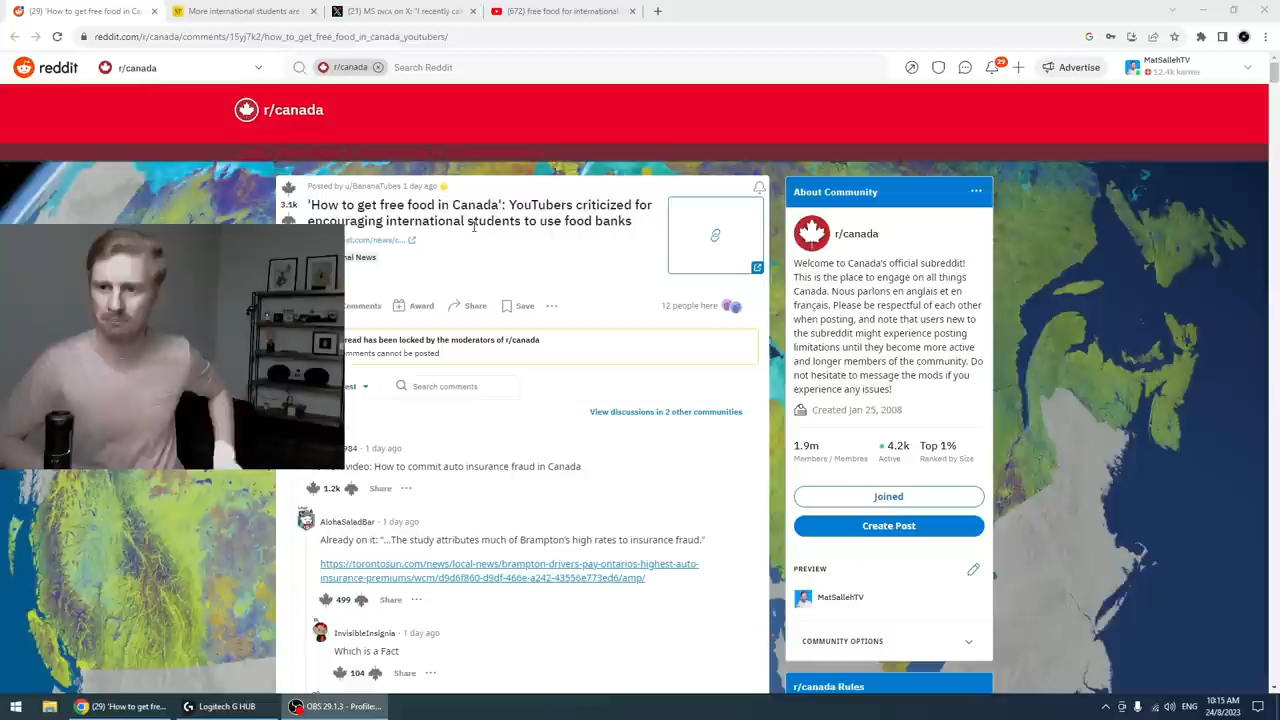 (29) 'How to get free food in Ca
More international students are
MS ɪɴᴄᴀ on X: "I recently ca
(672) free food for international
reddit.com/r/canada/comments/15yj7k2/how_to_get_free_food_in_canada_youtubers/
reddit
r/canada
r/canada
Search Reddit
29
Advertise
MatSallehTV
12.4k karma
r/canada
Posted by u/BananaTubes 1 day ago
3.1k
'How to get free food in Canada': YouTubers criticized for
encouraging international students to use food banks
st.com/news/c...
nal News
omments
Award
Share
Save
12 people here
read has been locked by the moderators of r/canada
omments cannot be posted
est
Search comments
View discussions in 2 other communities
984 · 1 day ago
video: How to commit auto insurance fraud in Canada
1.2k
Share
AlohaSaladBar · 1 day ago
Already on it: "...The study attributes much of Brampton's high rates to insurance fraud."
https://torontosun.com/news/local-news/brampton-drivers-pay-ontarios-highest-auto-
insurance-premiums/wcm/d9d6f860-d9df-466e-a242-43556e773ed6/amp/
499
Share
InvisibleInsignia · 1 day ago
Which is a Fact
104
Share
About Community
r/canada
Welcome to Canada's official subreddit!
This is the place to engage on all things
Canada. Nous parlons en anglais et en
français. Please be respectful of each other
when posting, and note that users new to
the subreddit might experience posting
limitations until they become more active
and longer members of the community. Do
not hesitate to message the mods if you
experience any issues!
Created Jan 25, 2008
1.9m
4.2k
Top 1%
Members / Membres
Active
Ranked by Size
Joined
Create Post
PREVIEW
MatSallehTV
COMMUNITY OPTIONS
r/canada Rules
(29) 'How to get fre...
Logitech G HUB
OBS 29.1.3 - Profile:...
ENG
10:15 AM
24/8/2023